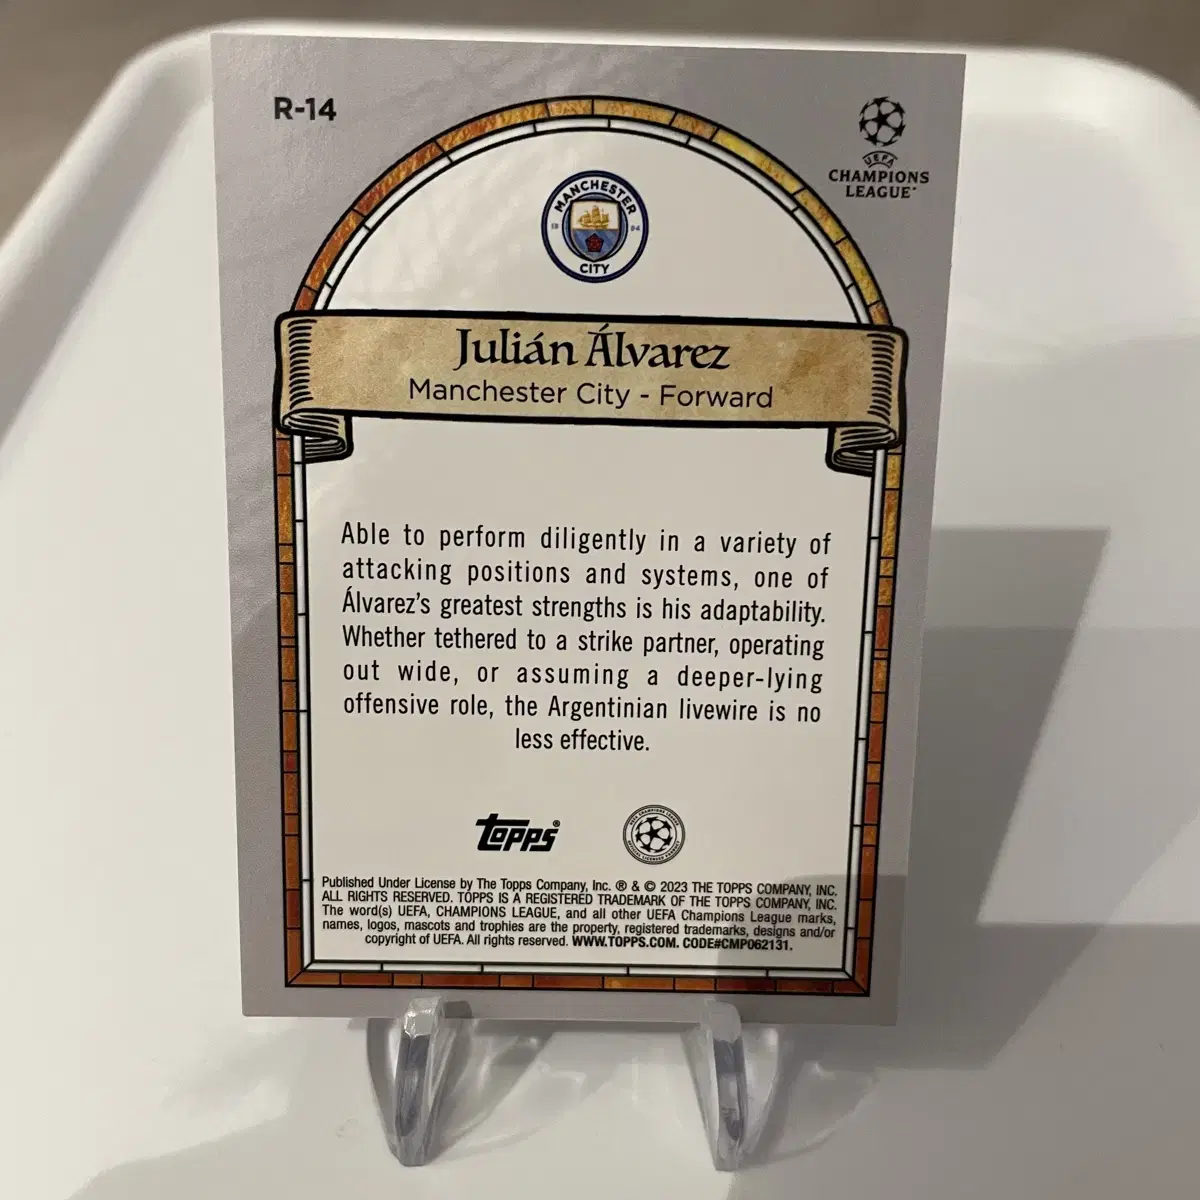 R-14
UEFA
CHAMPIONS
LEAGUE
MANCHESTER
18 94
CITY
Julián Álvarez
Manchester City - Forward
Able to perform diligently in a variety of
attacking positions and systems, one of
Álvarez's greatest strengths is his adaptability.
Whether tethered to a strike partner, operating
out wide, or assuming a deeper-lying
offensive role, the Argentinian livewire is no
less effective.
Topps®
Published Under License by The Topps Company, Inc. ® & © 2023 THE TOPPS COMPANY, INC.
ALL RIGHTS RESERVED. TOPPS IS A REGISTERED TRADEMARK OF THE TOPPS COMPANY, INC.
The word(s) UEFA, CHAMPIONS LEAGUE, and all other UEFA Champions League marks,
names, logos, mascots and trophies are the property, registered trademarks, designs and/or
copyright of UEFA. All rights reserved. WWW.TOPPS.COM. CODE#CMP062131.